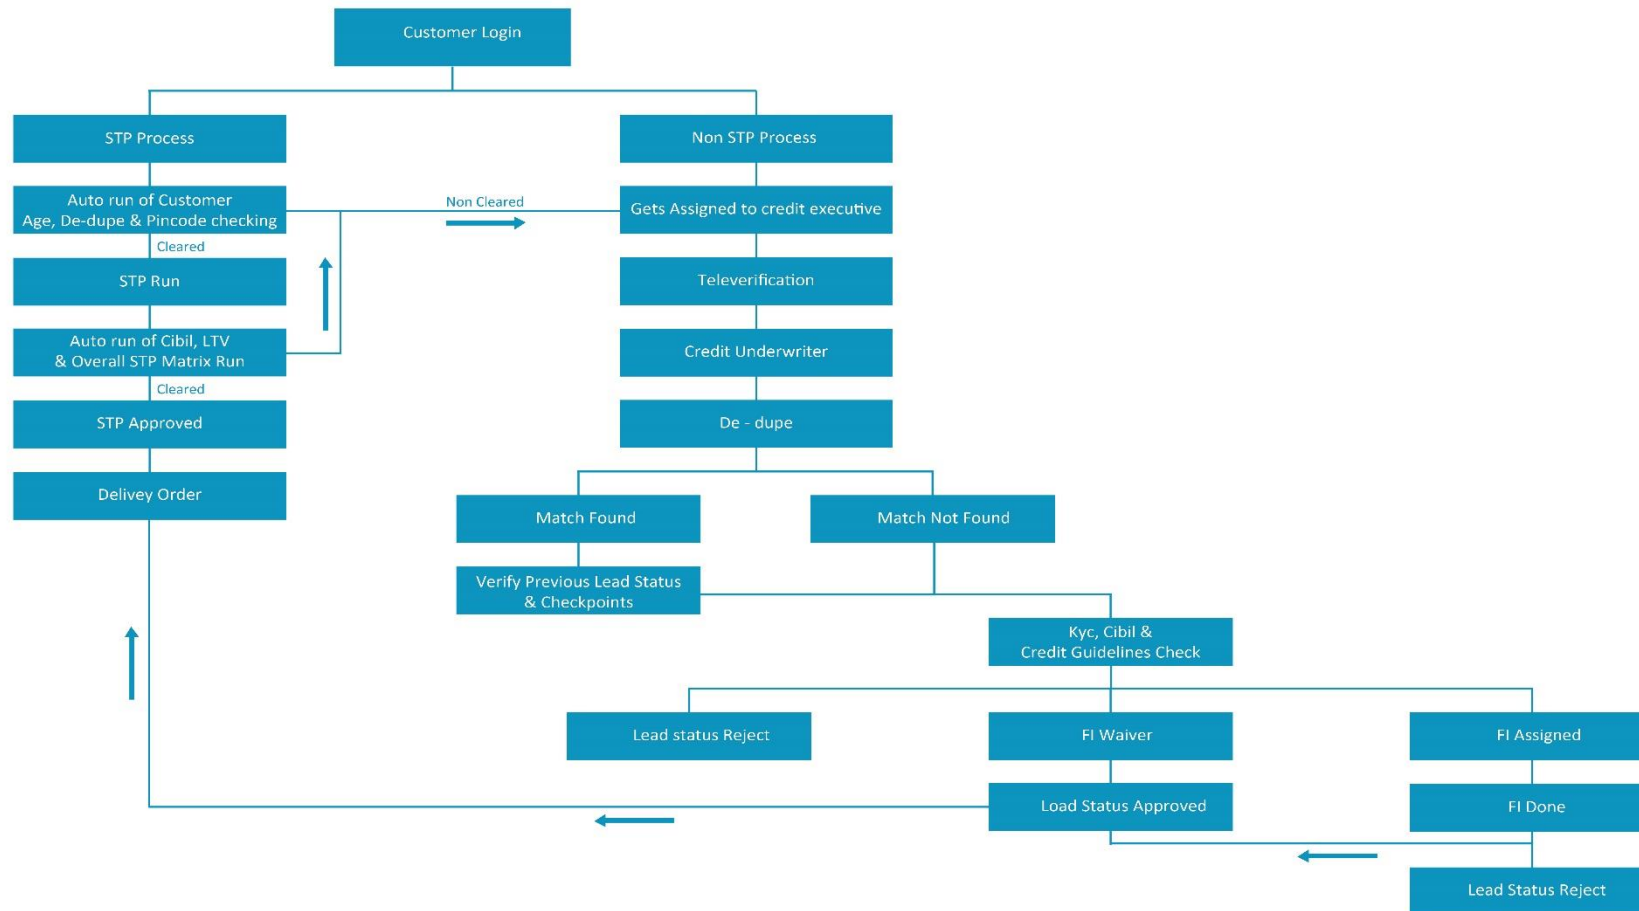 Customer Login
STP Process
Non STP Process
Auto run of Customer
Age, De-dupe & Pincode checking
Non Cleared
Gets Assigned to credit executive
Cleared
STP Run
Televerification
Auto run of Cibil, LTV
& Overall STP Matrix Run
Credit Underwriter
Cleared
STP Approved
De - dupe
Delivey Order
Match Found
Match Not Found
Verify Previous Lead Status
& Checkpoints
Kyc, Cibil &
Credit Guidelines Check
Lead status Reject
FI Waiver
FI Assigned
Load Status Approved
FI Done
Lead Status Reject